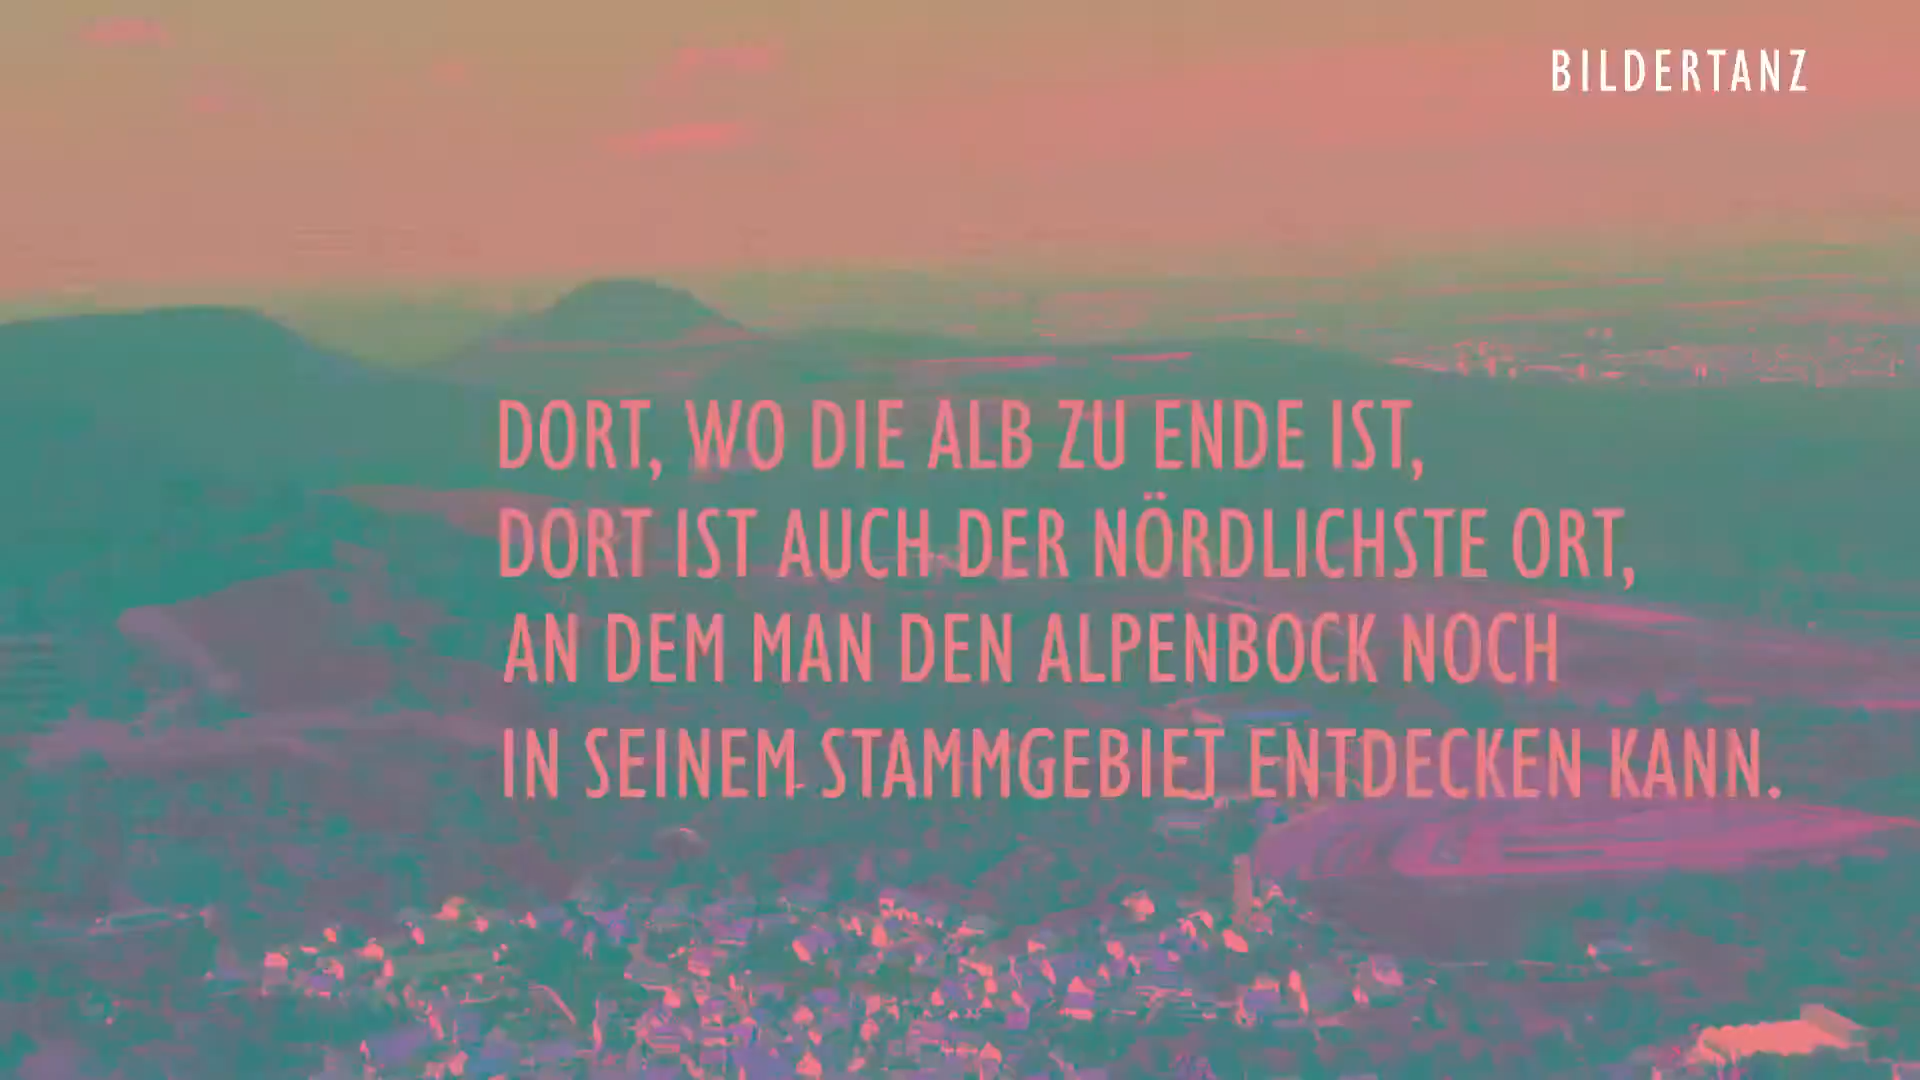 BILDERTANZ
DORT, WO DIE ALB ZU ENDE IST,
DORT IST AUCH DER NÖRDLICHSTE ORT,
AN DEM MAN DEN ALPENBOCK NOCH
IN SEINEM STAMMGEBIET ENTDECKEN KANN.